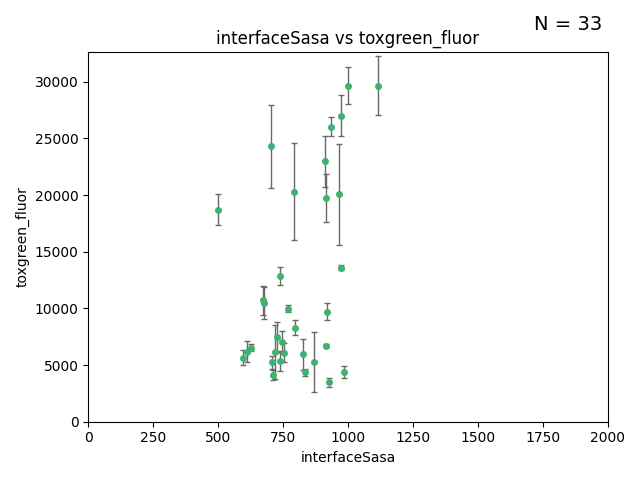 N = 33
interfaceSasa vs toxgreen_fluor
toxgreen_fluor
30000
25000
20000
15000
10000
5000
0
0 250 500 750 1000 1250 1500 1750 2000
interfaceSasa